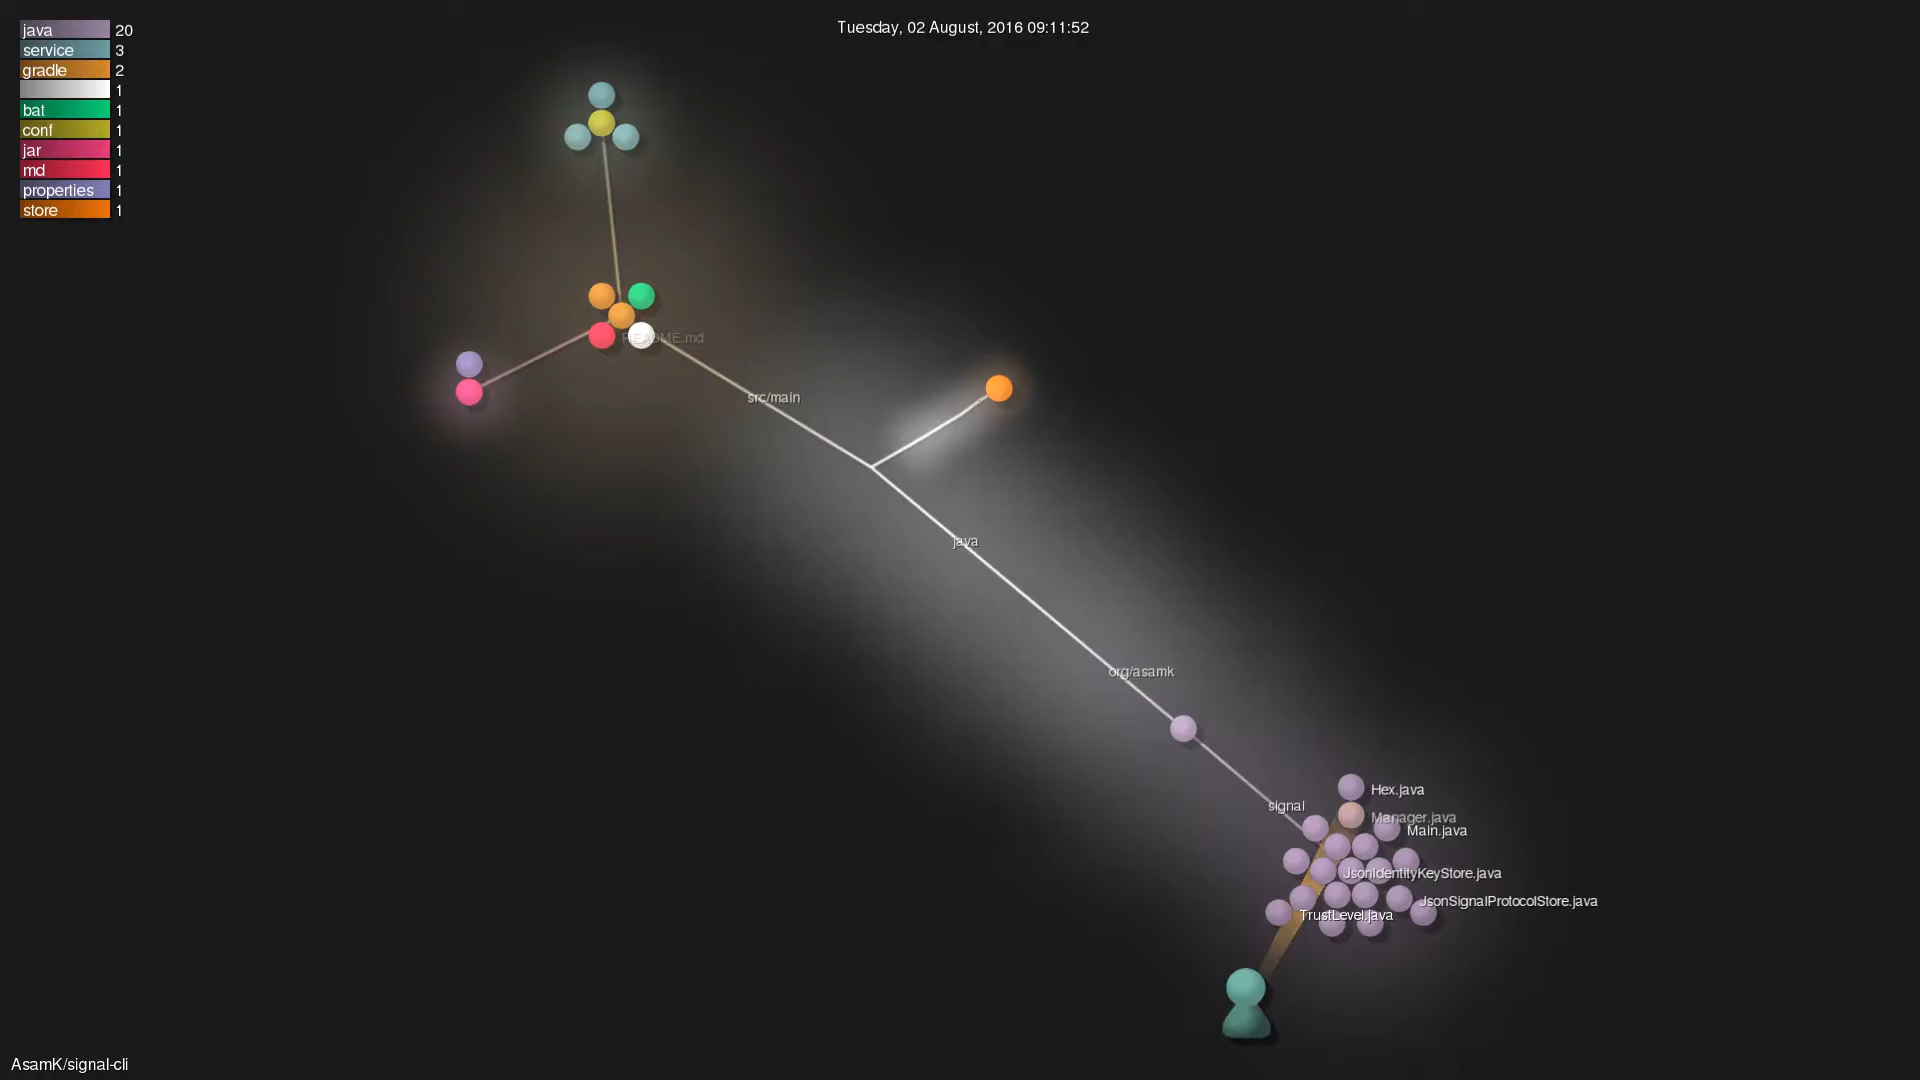 Tuesday, 02 August, 2016 09:11:52
java 20
service 3
gradle 2
1
bat 1
conf 1
jar 1
md 1
properties 1
store 1
README.md
src/main
java
org/asamk
signal
Hex.java
Manager.java
Main.java
JsonIdentityKeyStore.java
JsonSignalProtocolStore.java
TrustLevel.java
AsamK/signal-cli